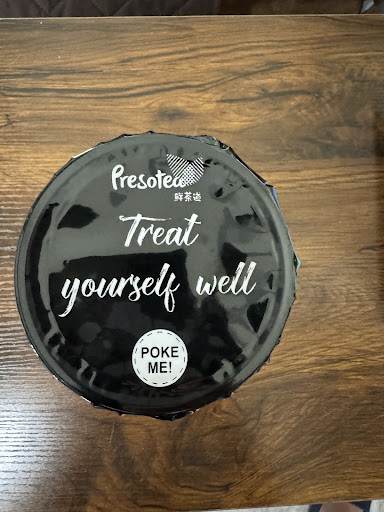 Presotea
鮮茶道
Treat
yourself well
POKE
ME!